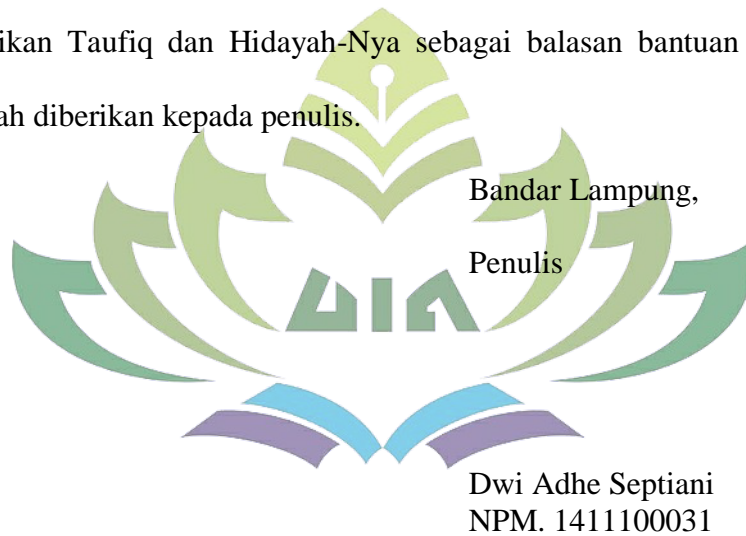 ikan Taufiq dan Hidayah-Nya sebagai balasan bantuan
ah diberikan kepada penulis.
Bandar Lampung,
Penulis
UIN
Dwi Adhe Septiani
NPM. 1411100031